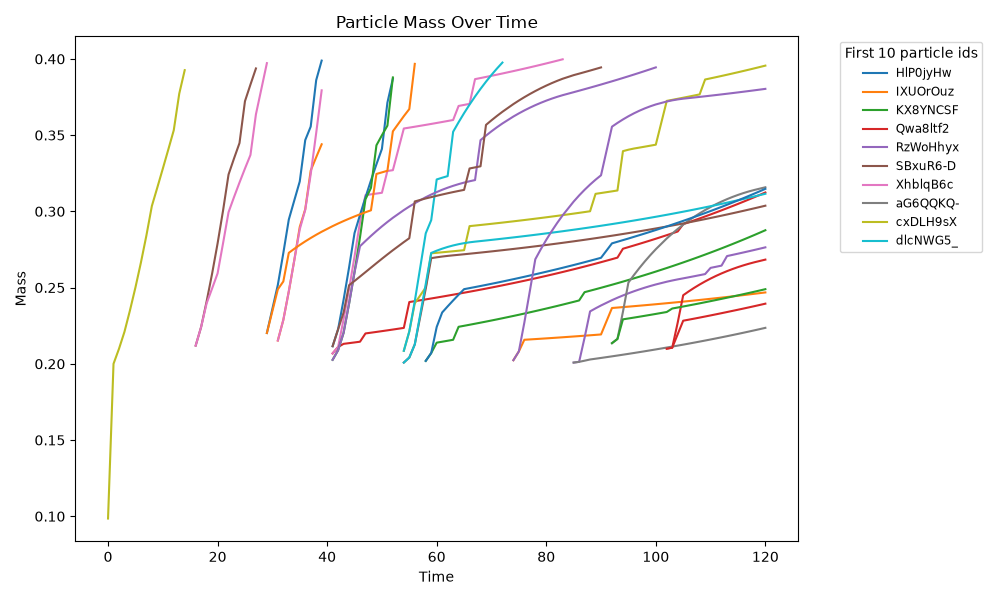 Particle Mass Over Time
Mass
0.40
0.35
0.30
0.25
0.20
0.15
0.10
0
20
40
60
80
100
120
Time
First 10 particle ids
HlP0jyHw
IXUOrOuz
KX8YNCSF
Qwa8ltf2
RzWoHhyx
SBxuR6-D
XhblqB6c
aG6QQKQ-
cxDLH9sX
dlcNWG5_